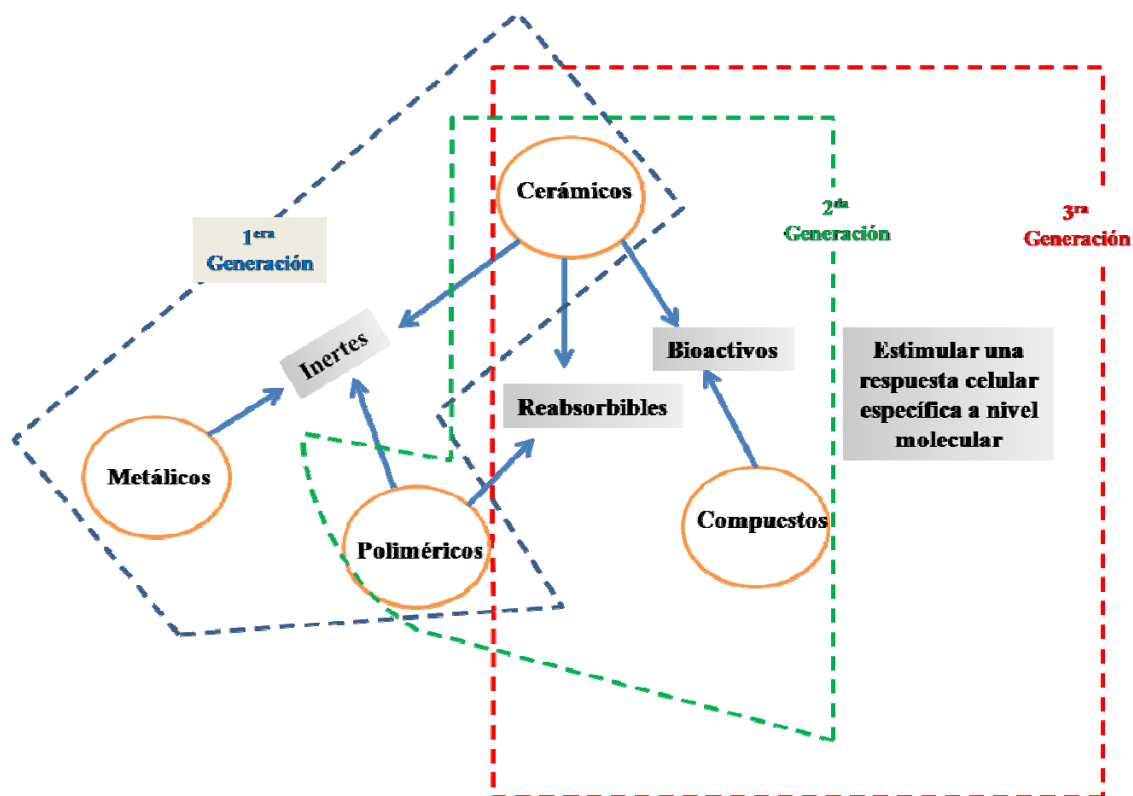 Cerámicos
1era
Generación
2da
Generación
3ra
Generación
Inertes
Bioactivos
Reabsorbibles
Estimular una
respuesta celular
específica a nivel
molecular
Metálicos
Poliméricos
Compuestos